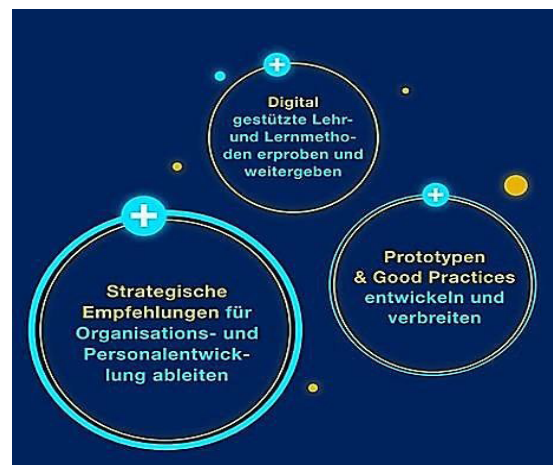 Digital
gestützte Lehr-
und Lernmetho-
den erproben und
weitergeben
Prototypen
& Good Practices
entwickeln und
verbreiten
Strategische
Empfehlungen für
Organisations- und
Personalentwick-
lung ableiten